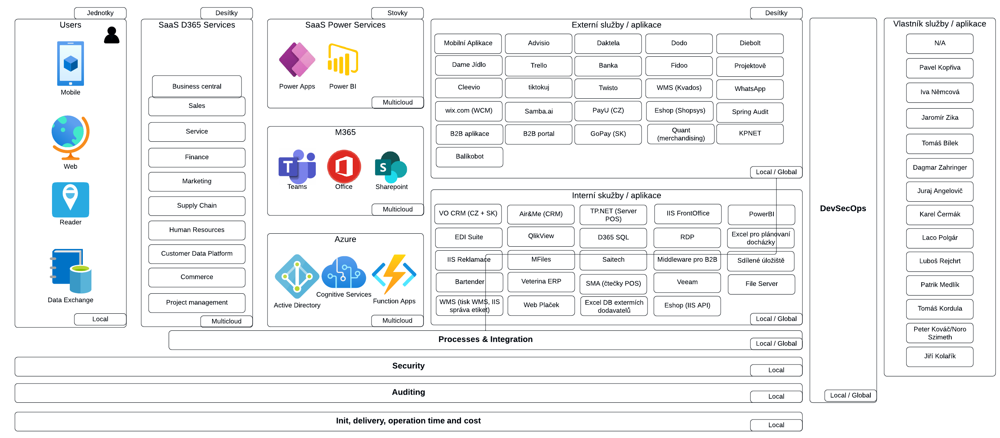 Jednotky
Users
Mobile
Web
Reader
Data Exchange
Local
Desítky
SaaS D365 Services
Business central
Sales
Service
Finance
Marketing
Supply Chain
Human Resources
Customer Data Platform
Commerce
Project management
Multicloud
Stovky
SaaS Power Services
Power Apps
Power BI
Multicloud
M365
T
S
Teams
Office
Sharepoint
Multicloud
Azure
Active Directory
Cognitive Services
Function Apps
Multicloud
Desítky
Externí služby / aplikace
Mobilní Aplikace
Advisio
Daktela
Dodo
Diebolt
Dame Jídlo
Trello
Banka
Fidoo
Projektově
Cleevio
tiktokuj
Twisto
WMS (Kvados)
WhatsApp
wix.com (WCM)
Samba.ai
PayU (CZ)
Eshop (Shopsys)
Spring Audit
B2B aplikace
B2B portal
GoPay (SK)
Quant
(merchandising)
KPNET
Balíkobot
Local / Global
Interní skužby / aplikace
VO CRM (CZ + SK)
Air&Me (CRM)
TP.NET (Server
POS)
IIS FrontOffice
PowerBI
EDI Suite
QlikView
D365 SQL
RDP
Excel pro plánovaní
docházky
IIS Reklamace
MFiles
Saitech
Middleware pro B2B
Sdílené úložiště
Bartender
Veterina ERP
SMA (čtečky POS)
Veeam
File Server
WMS (tisk WMS, IIS
správa etiket)
Web Plaček
Excel DB extermích
dodavatelů
Eshop (IIS API)
Local / Global
Processes & Integration
Local / Global
Security
Local
Auditing
Local
Init, delivery, operation time and cost
Local
DevSecOps
Local / Global
Vlastník služby / aplikace
N/A
Pavel Kopřiva
Iva Němcová
Jaromír Zika
Tomáš Bílek
Dagmar Zahringer
Juraj Angelovič
Karel Čermák
Laco Polgár
Luboš Rejchrt
Patrik Medlík
Tomáš Kordula
Peter Kováč/Noro
Szimeth
Jiří Kolařík